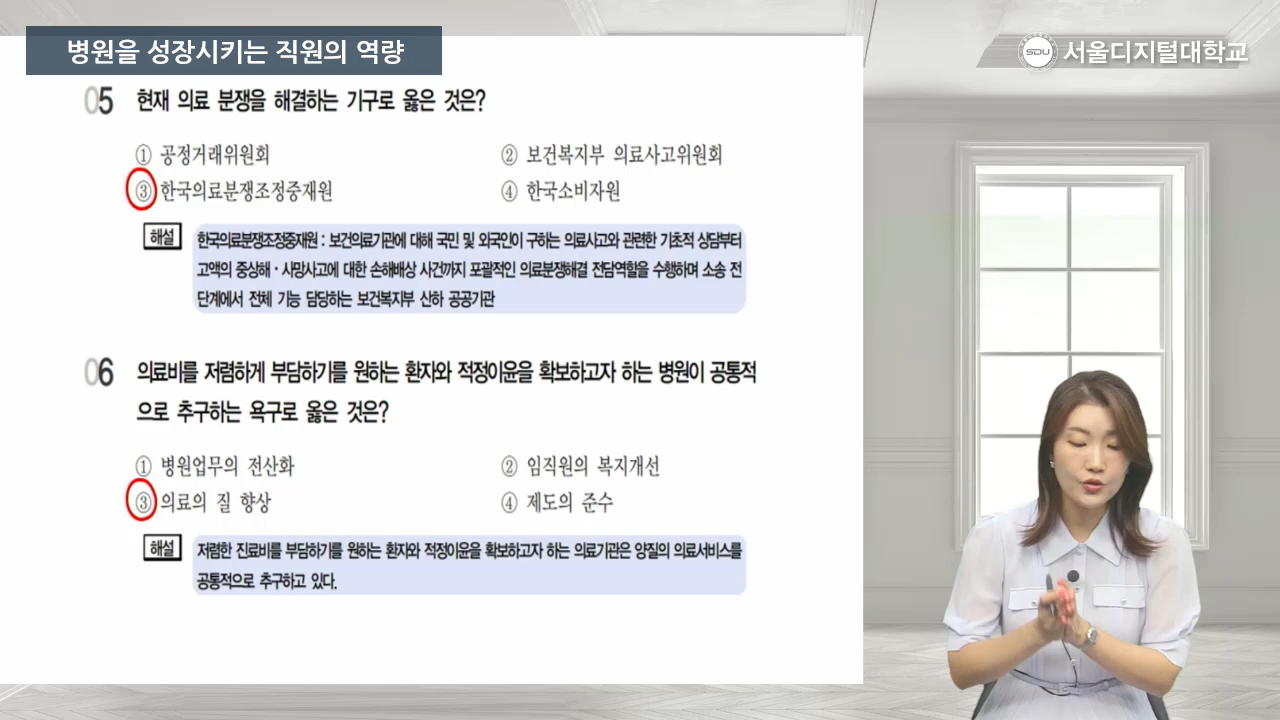 병원을 성장시키는 직원의 역량
SDU 서울디지털대학교
05 현재 의료 분쟁을 해결하는 기구로 옳은 것은?
① 공정거래위원회 ② 보건복지부 의료사고위원회
③ 한국의료분쟁조정중재원 ④ 한국소비자원
해설 한국의료분쟁조정중재원 : 보건의료기관에 대해 국민 및 외국인이 구하는 의료사고와 관련한 기초적 상담부터
고액의 중상해·사망사고에 대한 손해배상 사건까지 포괄적인 의료분쟁해결 전담역할을 수행하며 소송 전
단계에서 전체 기능 담당하는 보건복지부 산하 공공기관
06 의료비를 저렴하게 부담하기를 원하는 환자와 적정이윤을 확보하고자 하는 병원이 공통적
으로 추구하는 욕구로 옳은 것은?
① 병원업무의 전산화 ② 임직원의 복지개선
③ 의료의 질 향상 ④ 제도의 준수
해설 저렴한 진료비를 부담하기를 원하는 환자와 적정이윤을 확보하고자 하는 의료기관은 양질의 의료서비스를
공통적으로 추구하고 있다.